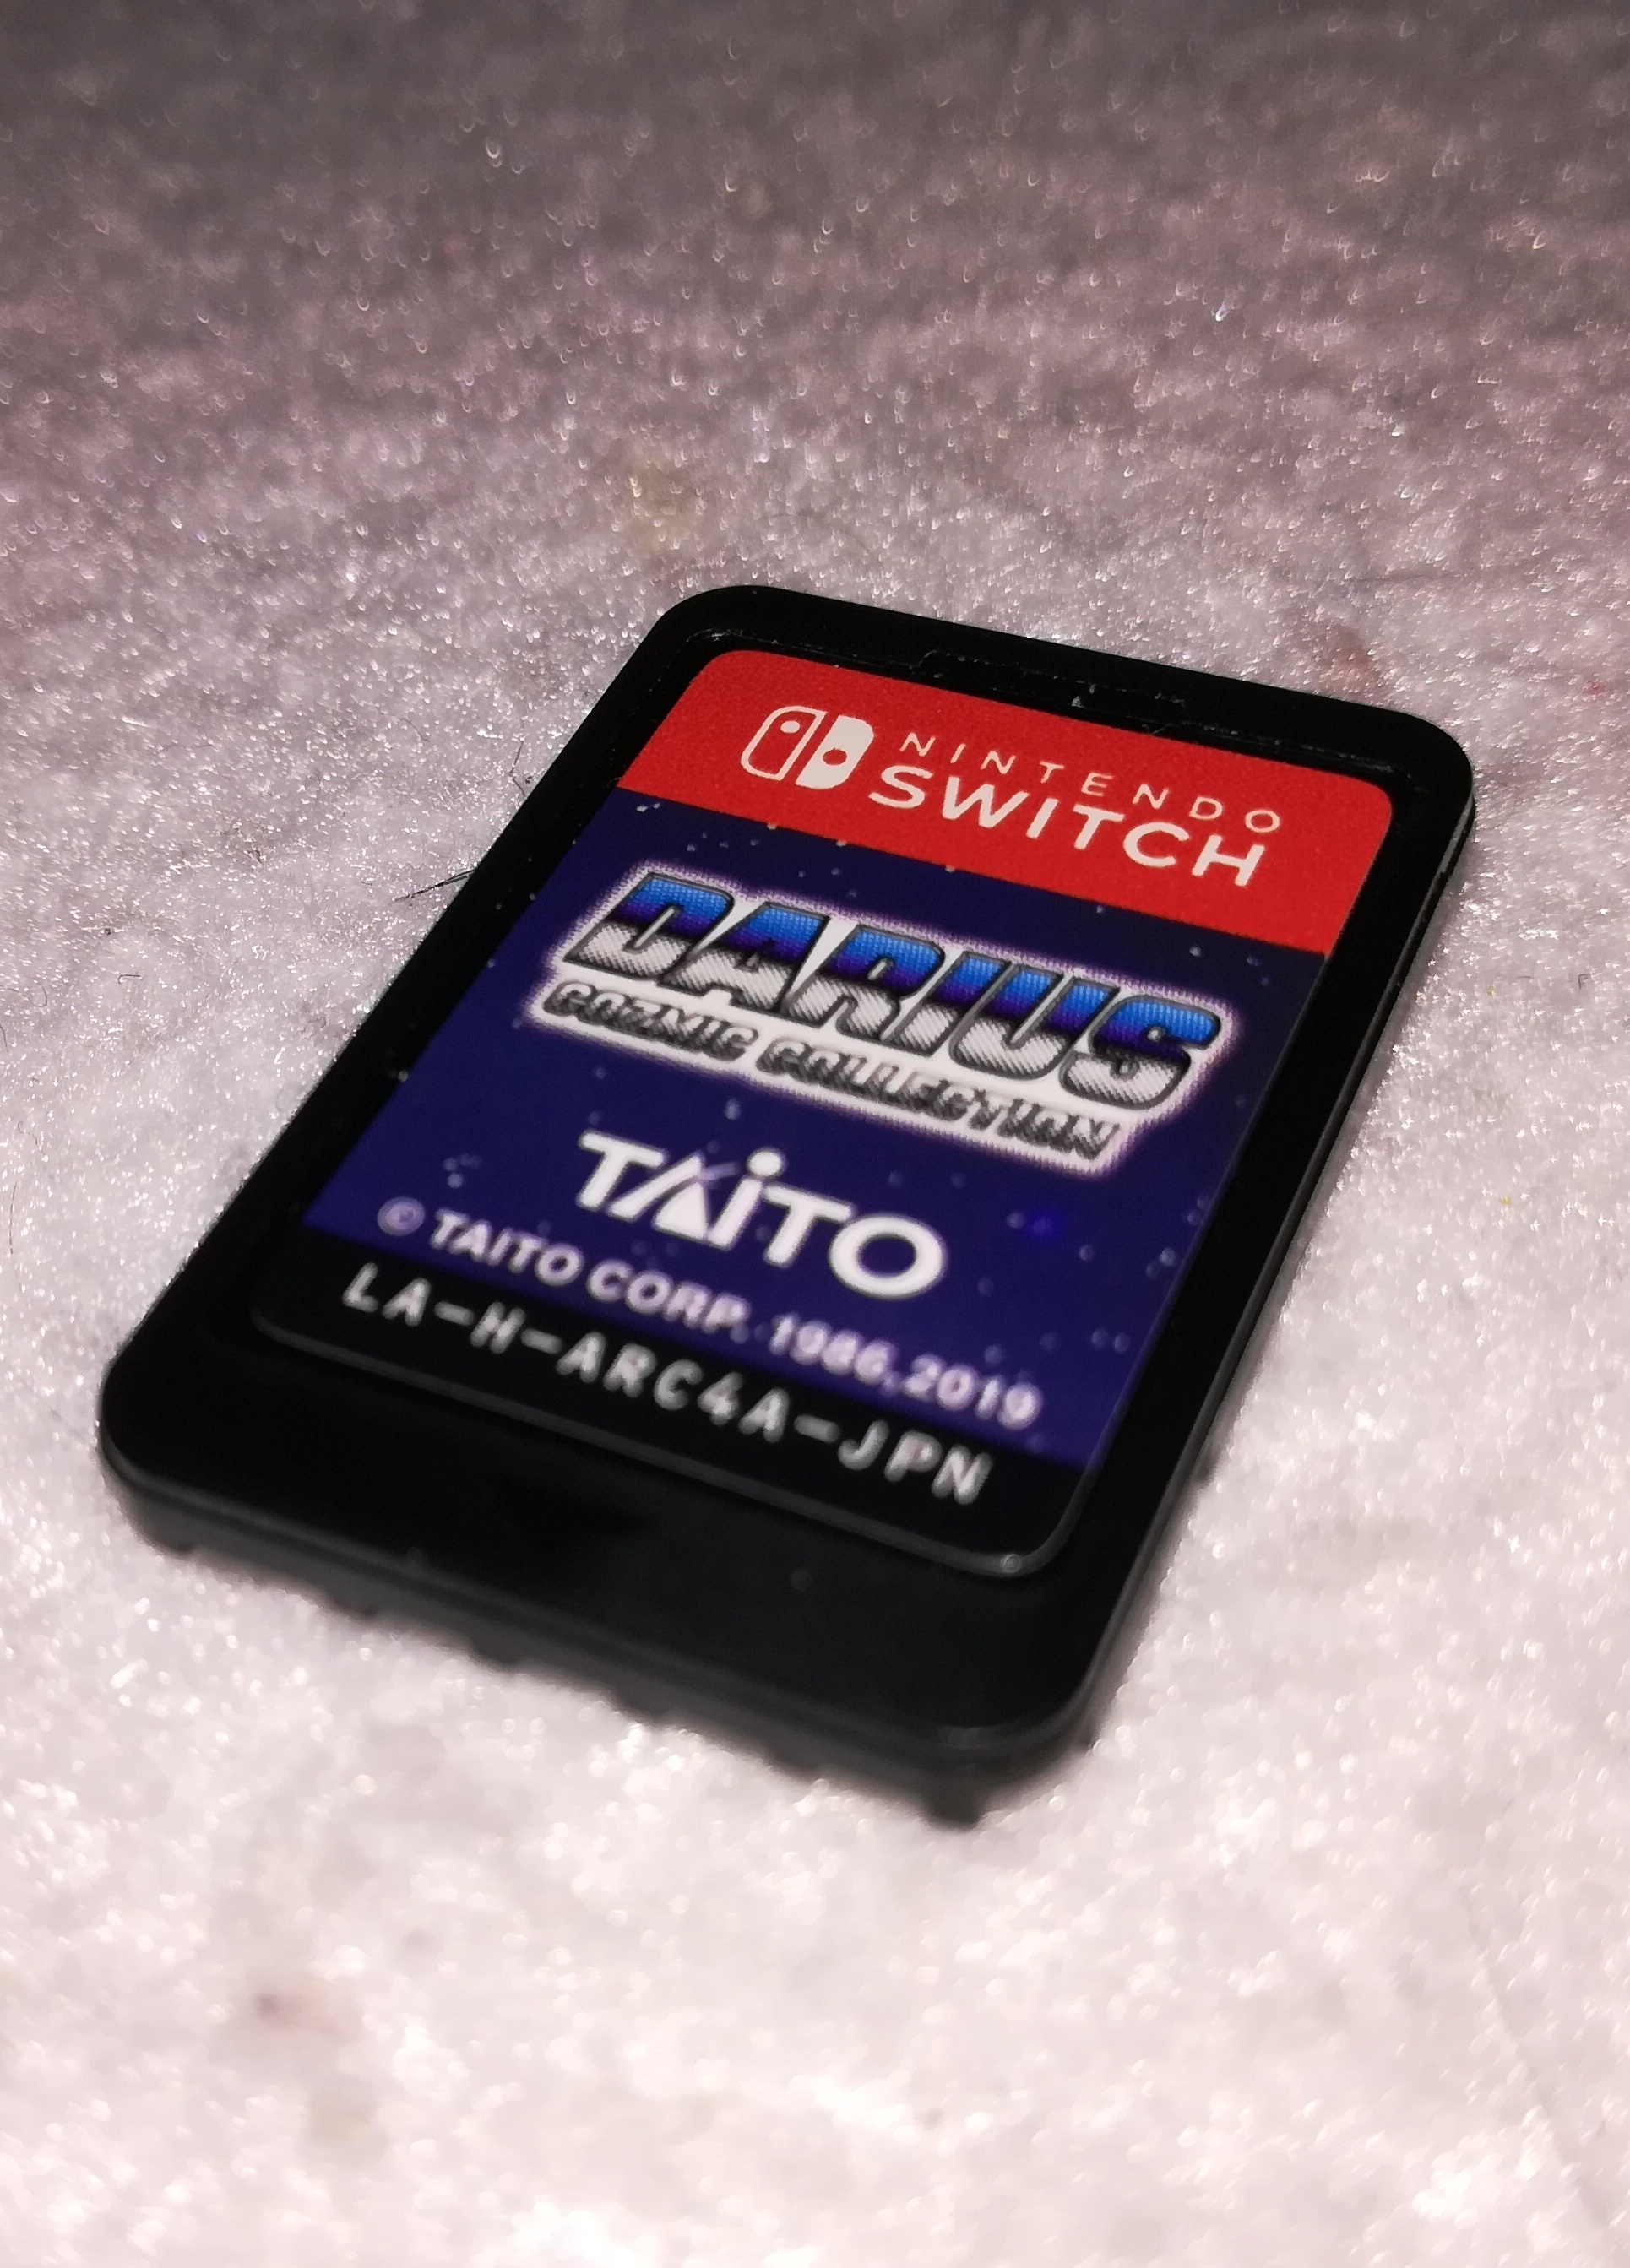 NINTENDO
SWITCH
DARIUS
COZMIC COLLECTION
TAiTO
© TAITO CORP. 1986,2019
LA-H-ARC4A-JPN